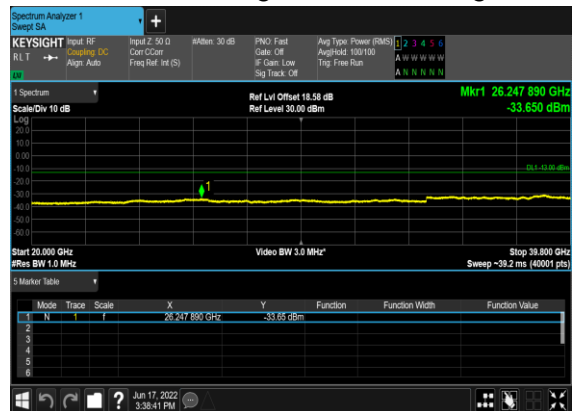 Spectrum Analyzer 1
Swept SA
+
KEYSIGHT Input: RF Input Z: 50 Ω #Atten: 30 dB PNO: Fast Avg Type: Power (RMS) 1 2 3 4 5 6
RLT Coupling: DC Corr CCorr Gate: Off Avg|Hold: 100/100 A W W W W W
Align: Auto Freq Ref: Int (S) IF Gain: Low Trig: Free Run
Sig Track: Off A N N N N N
1 Spectrum Ref Lvl Offset 18.58 dB Mkr1 26.247 890 GHz
Scale/Div 10 dB Ref Level 30.00 dBm -33.650 dBm
Log
20.0
10.0
0.00
-10.0 DL1 -13.00 dBm
-20.0
1
-30.0
-40.0
-50.0
-60.0
Start 20.000 GHz Video BW 3.0 MHz* Stop 39.800 GHz
#Res BW 1.0 MHz Sweep ~39.2 ms (40001 pts)
5 Marker Table
Mode Trace Scale X Y Function Function Width Function Value
1 N 1 f 26.247 890 GHz -33.65 dBm
2
3
4
5
6
? Jun 17, 2022
3:38:41 PM